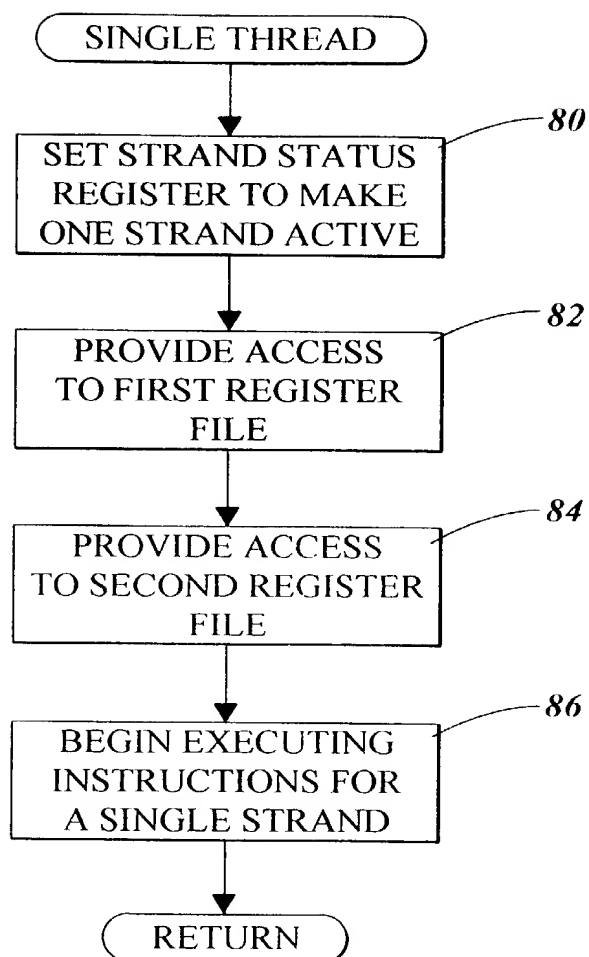 SINGLE THREAD
80
SET STRAND STATUS
REGISTER TO MAKE
ONE STRAND ACTIVE
82
PROVIDE ACCESS
TO FIRST REGISTER
FILE
84
PROVIDE ACCESS
TO SECOND REGISTER
FILE
86
BEGIN EXECUTING
INSTRUCTIONS FOR
A SINGLE STRAND
RETURN